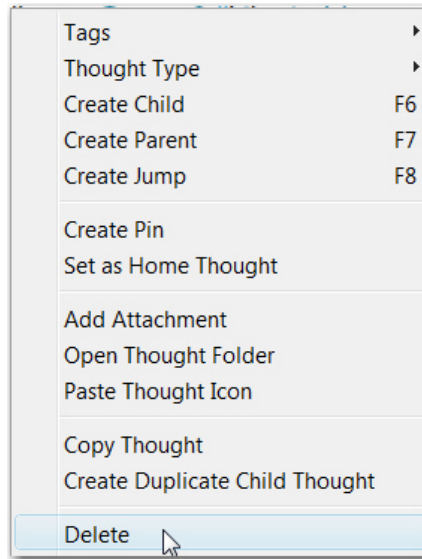 Tags
Thought Type
Create Child F6
Create Parent F7
Create Jump F8
Create Pin
Set as Home Thought
Add Attachment
Open Thought Folder
Paste Thought Icon
Copy Thought
Create Duplicate Child Thought
Delete